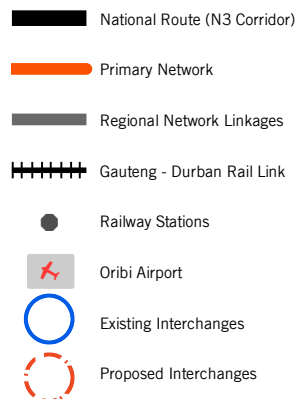 National Route (N3 Corridor)
Primary Network
Regional Network Linkages
Gauteng - Durban Rail Link
Railway Stations
Oribi Airport
Existing Interchanges
Proposed Interchanges